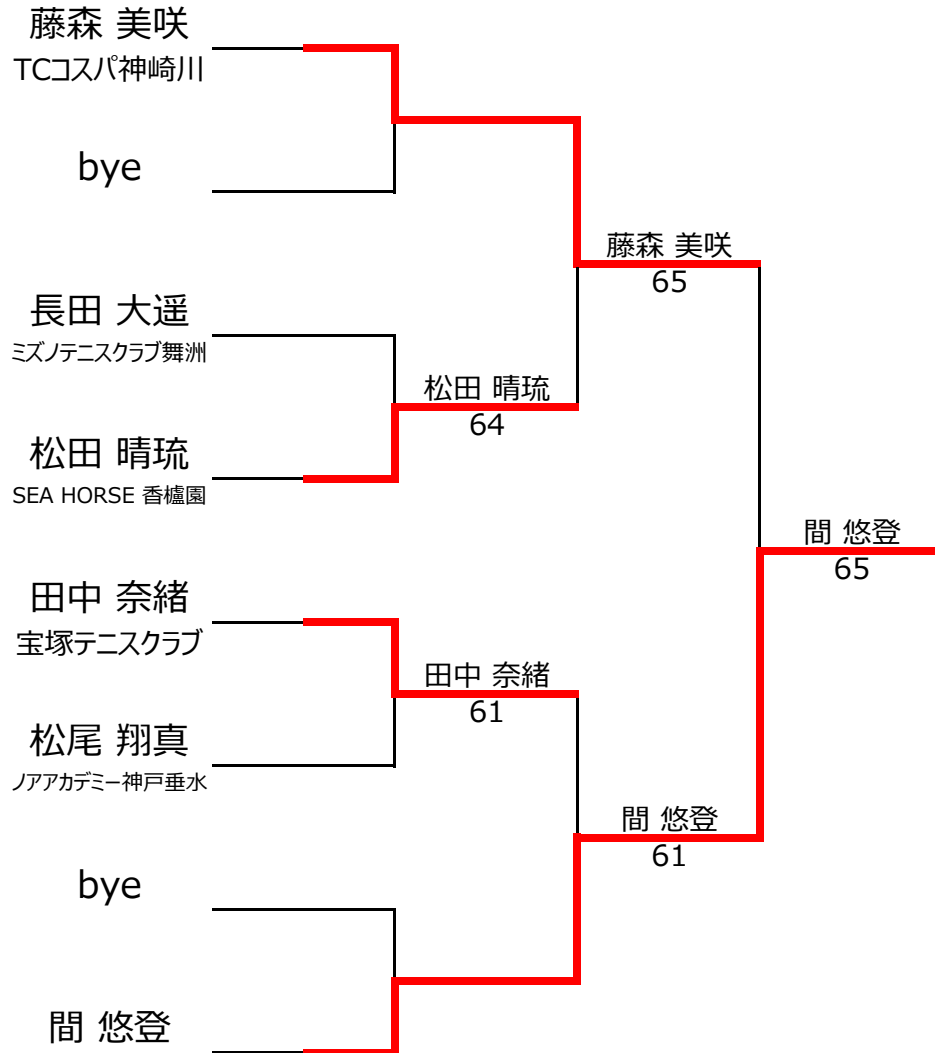 藤森 美咲
TCコスパ神崎川
bye
藤森 美咲
65
長田 大遥
ミズノテニスクラブ舞洲
松田 晴琉
64
松田 晴琉
SEA HORSE 香櫨園
間 悠登
65
田中 奈緒
宝塚テニスクラブ
田中 奈緒
61
松尾 翔真
ノアアカデミー神戸垂水
間 悠登
61
bye
間 悠登